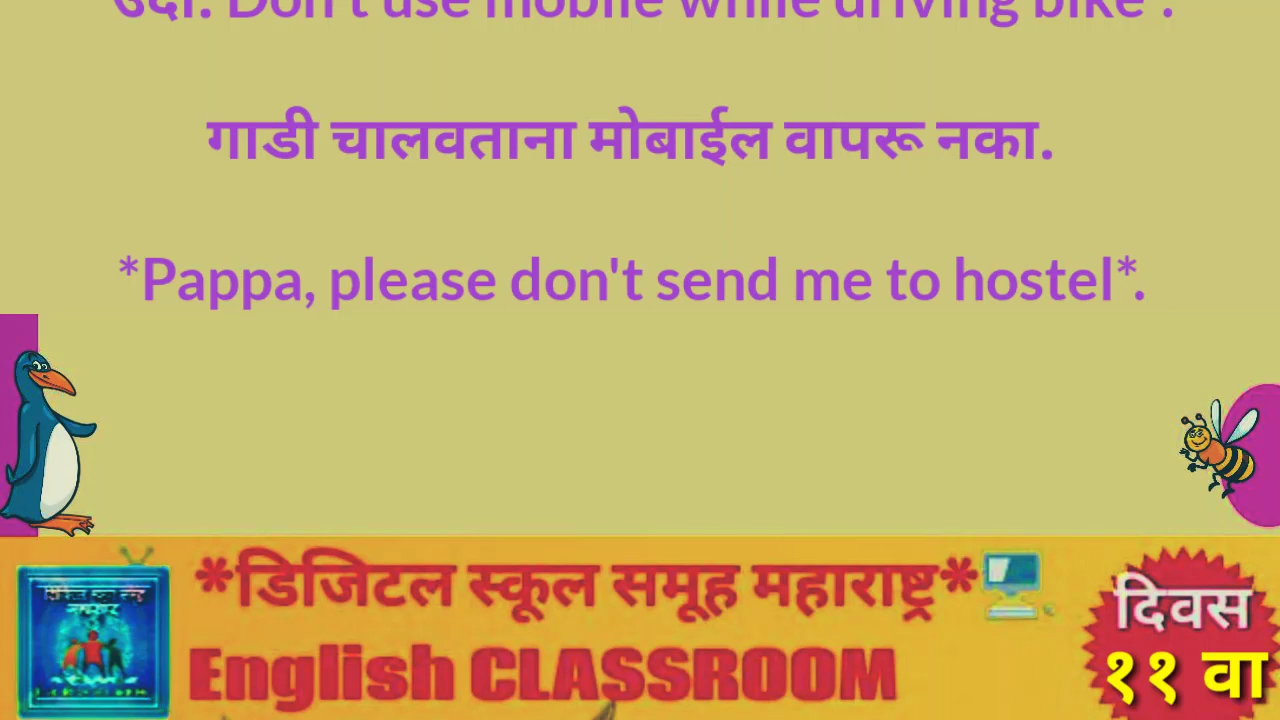 उदा. Don't use mobile while driving bike .
गाडी चालवताना मोबाईल वापरू नका.
*Pappa, please don't send me to hostel*.
*डिजिटल स्कूल समूह महाराष्ट्र*
English CLASSROOM
दिवस
११ वा